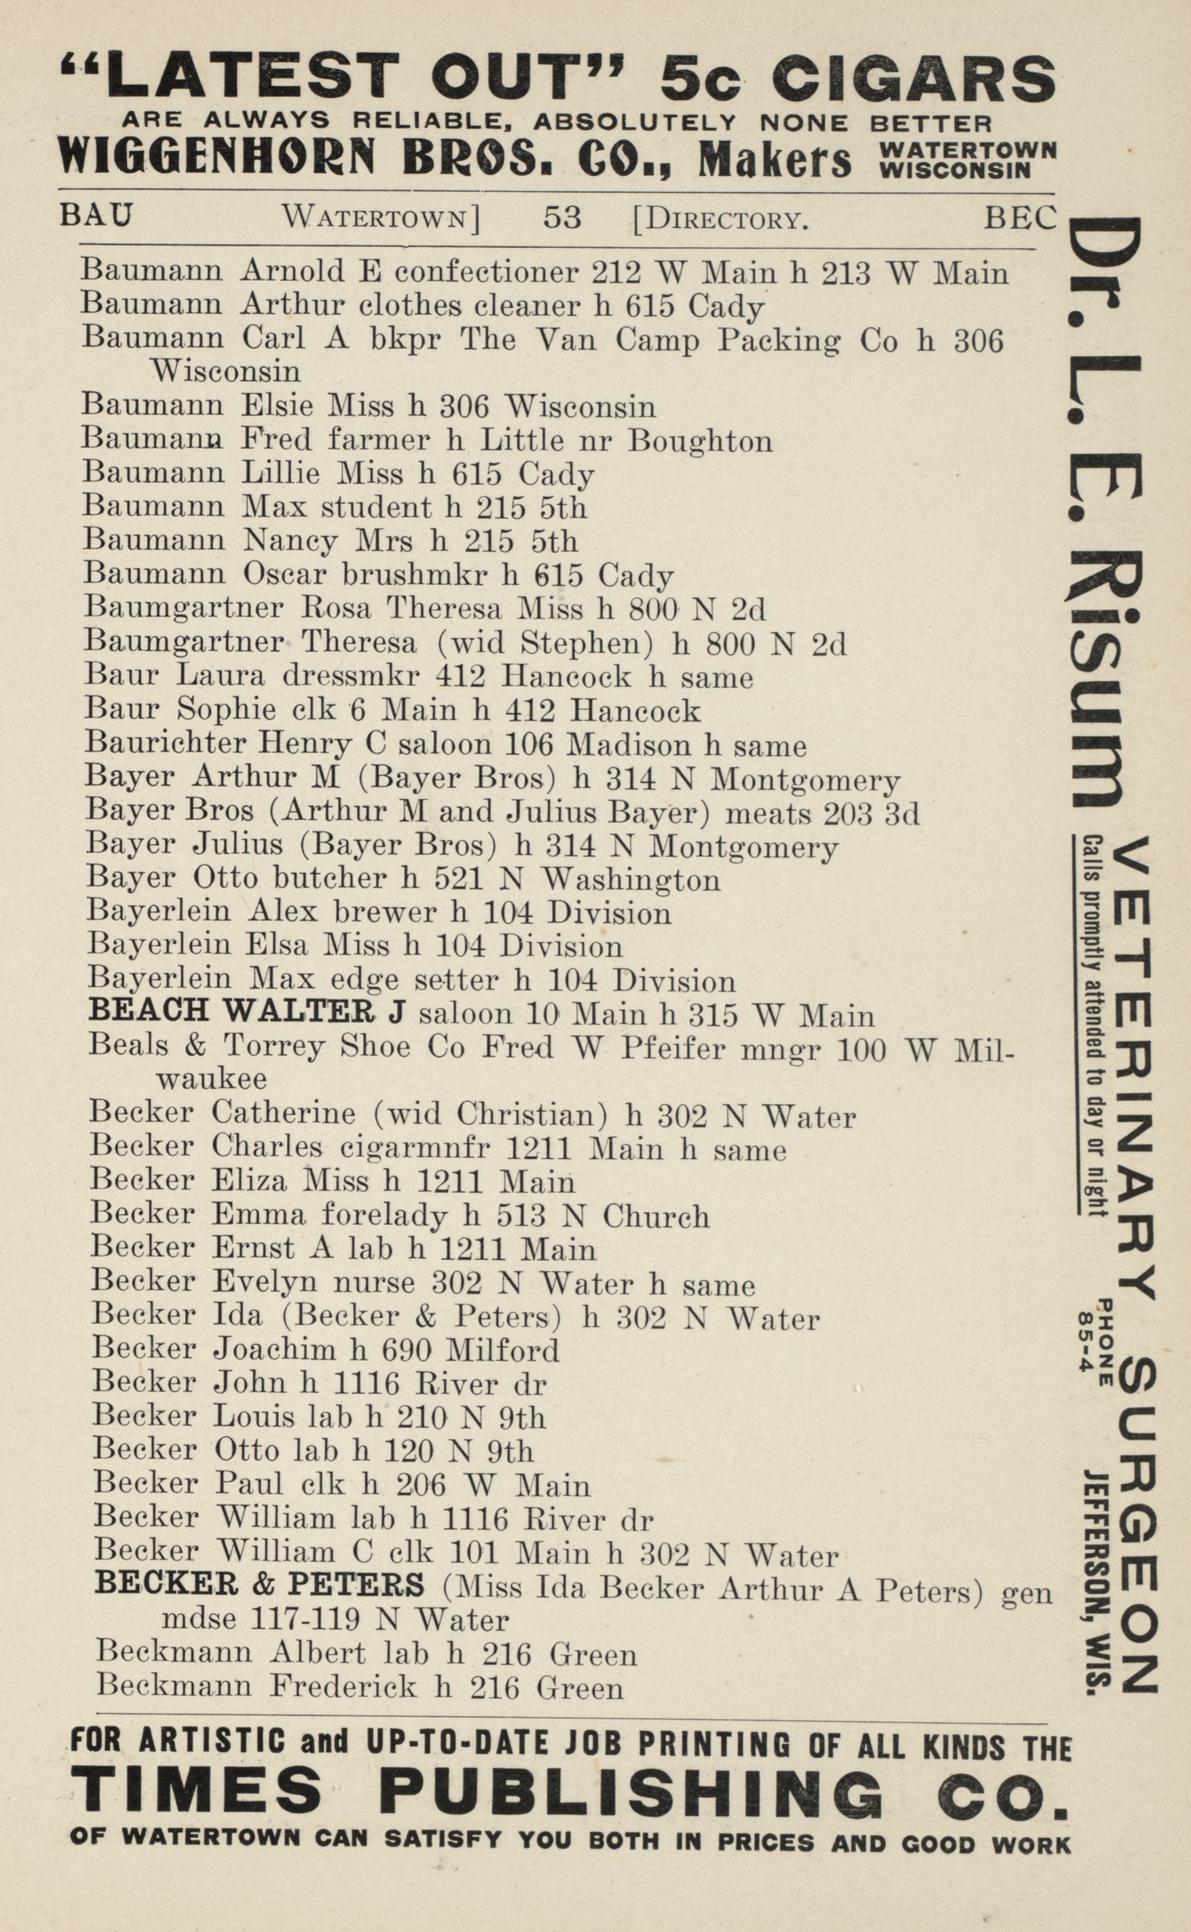 “LATEST OUT” 5c CIGARS
ARE ALWAYS RELIABLE, ABSOLUTELY NONE BETTER
WIGGENHORN BROS. CO., Makers WATERTOWN WISCONSIN
BAU WATERTOWN] 53 [DIRECTORY. BEC
Baumann Arnold E confectioner 212 W Main h 213 W Main
Baumann Arthur clothes cleaner h 615 Cady
Baumann Carl A bkpr The Van Camp Packing Co h 306
Wisconsin
Baumann Elsie Miss h 306 Wisconsin
Baumann Fred farmer h Little nr Boughton
Baumann Lillie Miss h 615 Cady
Baumann Max student h 215 5th
Baumann Nancy Mrs h 215 5th
Baumann Oscar brushmkr h 615 Cady
Baumgartner Rosa Theresa Miss h 800 N 2d
Baumgartner Theresa (wid Stephen) h 800 N 2d
Baur Laura dressmkr 412 Hancock h same
Baur Sophie clk 6 Main h 412 Hancock
Baurichter Henry C saloon 106 Madison h same
Bayer Arthur M (Bayer Bros) h 314 N Montgomery
Bayer Bros (Arthur M and Julius Bayer) meats 203 3d
Bayer Julius (Bayer Bros) h 314 N Montgomery
Bayer Otto butcher h 521 N Washington
Bayerlein Alex brewer h 104 Division
Bayerlein Elsa Miss h 104 Division
Bayerlein Max edge setter h 104 Division
BEACH WALTER J saloon 10 Main h 315 W Main
Beals & Torrey Shoe Co Fred W Pfeifer mngr 100 W Mil-
waukee
Becker Catherine (wid Christian) h 302 N Water
Becker Charles cigarmnfr 1211 Main h same
Becker Eliza Miss h 1211 Main
Becker Emma forelady h 513 N Church
Becker Ernst A lab h 1211 Main
Becker Evelyn nurse 302 N Water h same
Becker Ida (Becker & Peters) h 302 N Water
Becker Joachim h 690 Milford
Becker John h 1116 River dr
Becker Louis lab h 210 N 9th
Becker Otto lab h 120 N 9th
Becker Paul clk h 206 W Main
Becker William lab h 1116 River dr
Becker William C clk 101 Main h 302 N Water
BECKER & PETERS (Miss Ida Becker Arthur A Peters) gen
mdse 117-119 N Water
Beckmann Albert lab h 216 Green
Beckmann Frederick h 216 Green
Dr. L. E. Risum VETERINARY SURGEON
Calls promptly attended to day or night
PHONE 85-4
JEFFERSON, WIS.
FOR ARTISTIC and UP-TO-DATE JOB PRINTING OF ALL KINDS THE
TIMES PUBLISHING CO.
OF WATERTOWN CAN SATISFY YOU BOTH IN PRICES AND GOOD WORK